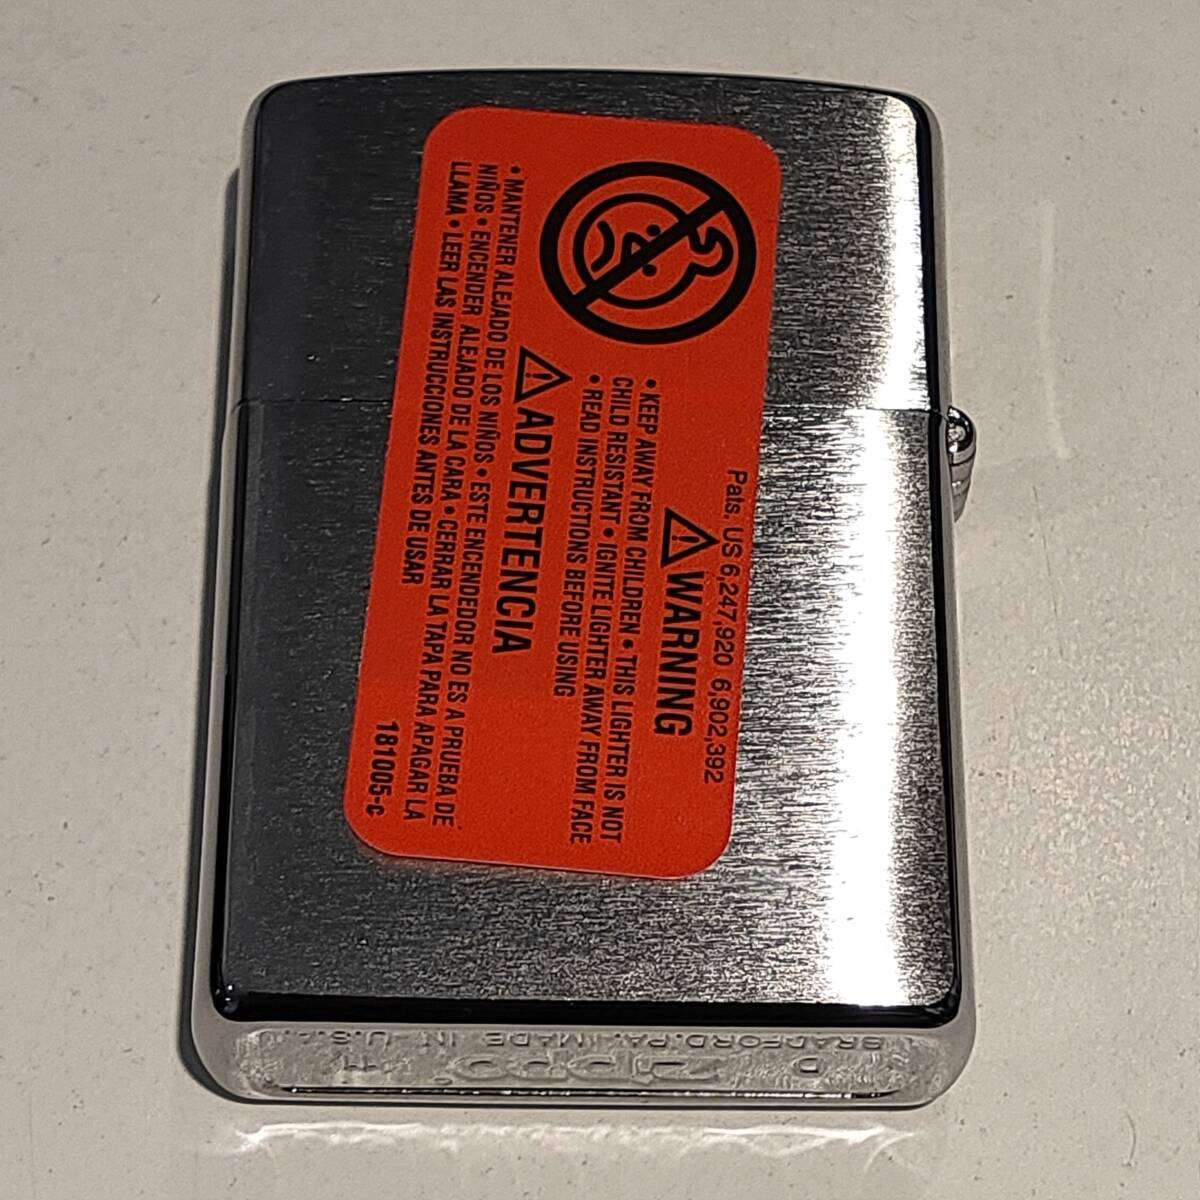 Pats. US 6,247,920 6,902,392
⚠WARNING
• KEEP AWAY FROM CHILDREN • THIS LIGHTER IS NOT
CHILD RESISTANT • IGNITE LIGHTER AWAY FROM FACE
• READ INSTRUCTIONS BEFORE USING
⚠ADVERTENCIA
• MANTENER ALEJADO DE LOS NIÑOS • ESTE ENCENDEDOR NO ES A PRUEBA DE
NIÑOS • ENCENDER ALEJADO DE LA CARA • CERRAR LA TAPA PARA APAGAR LA
LLAMA • LEER LAS INSTRUCCIONES ANTES DE USAR
181005-c
BRADFORD.PA. MADE IN U.S.A.
D Zippo H